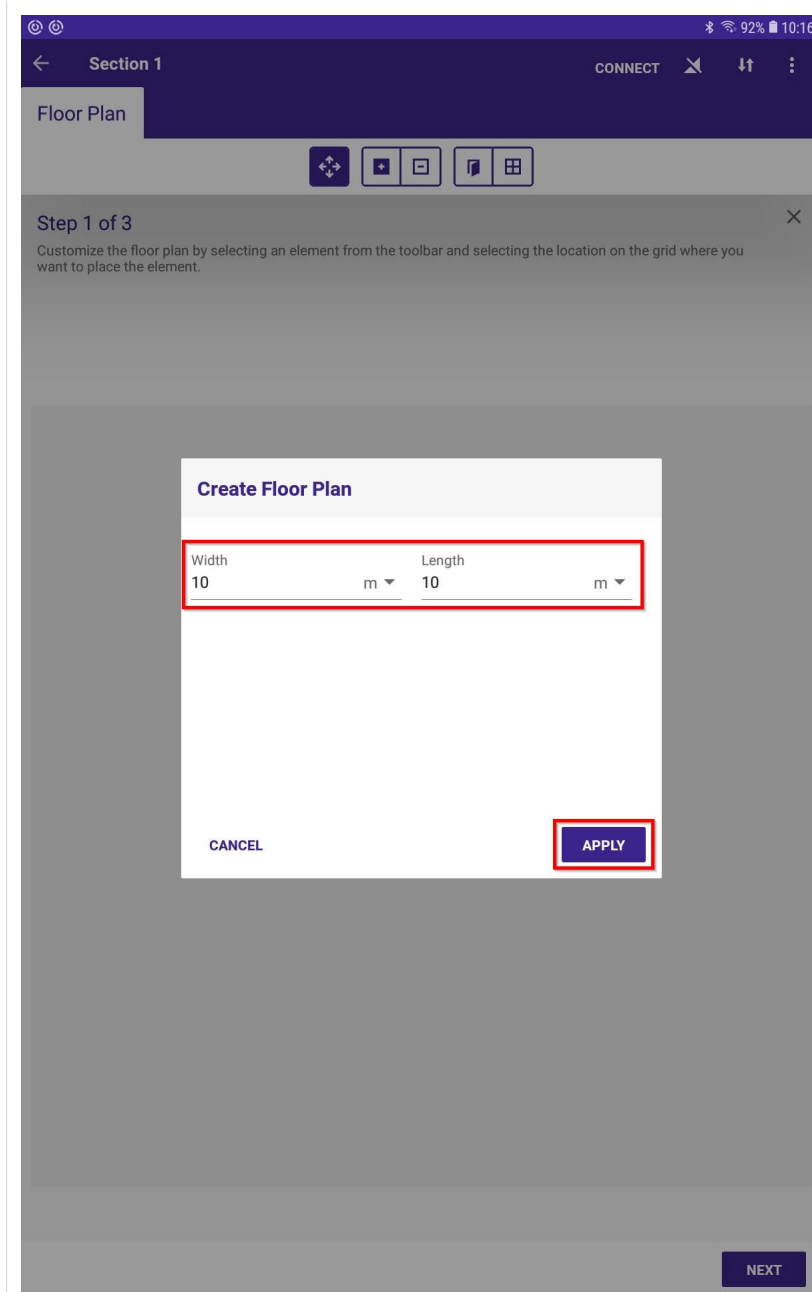 92% 10:16
Section 1
CONNECT
Floor Plan
Step 1 of 3
Customize the floor plan by selecting an element from the toolbar and selecting the location on the grid where you
want to place the element.
Create Floor Plan
Width Length
10 m 10 m
CANCEL APPLY
NEXT